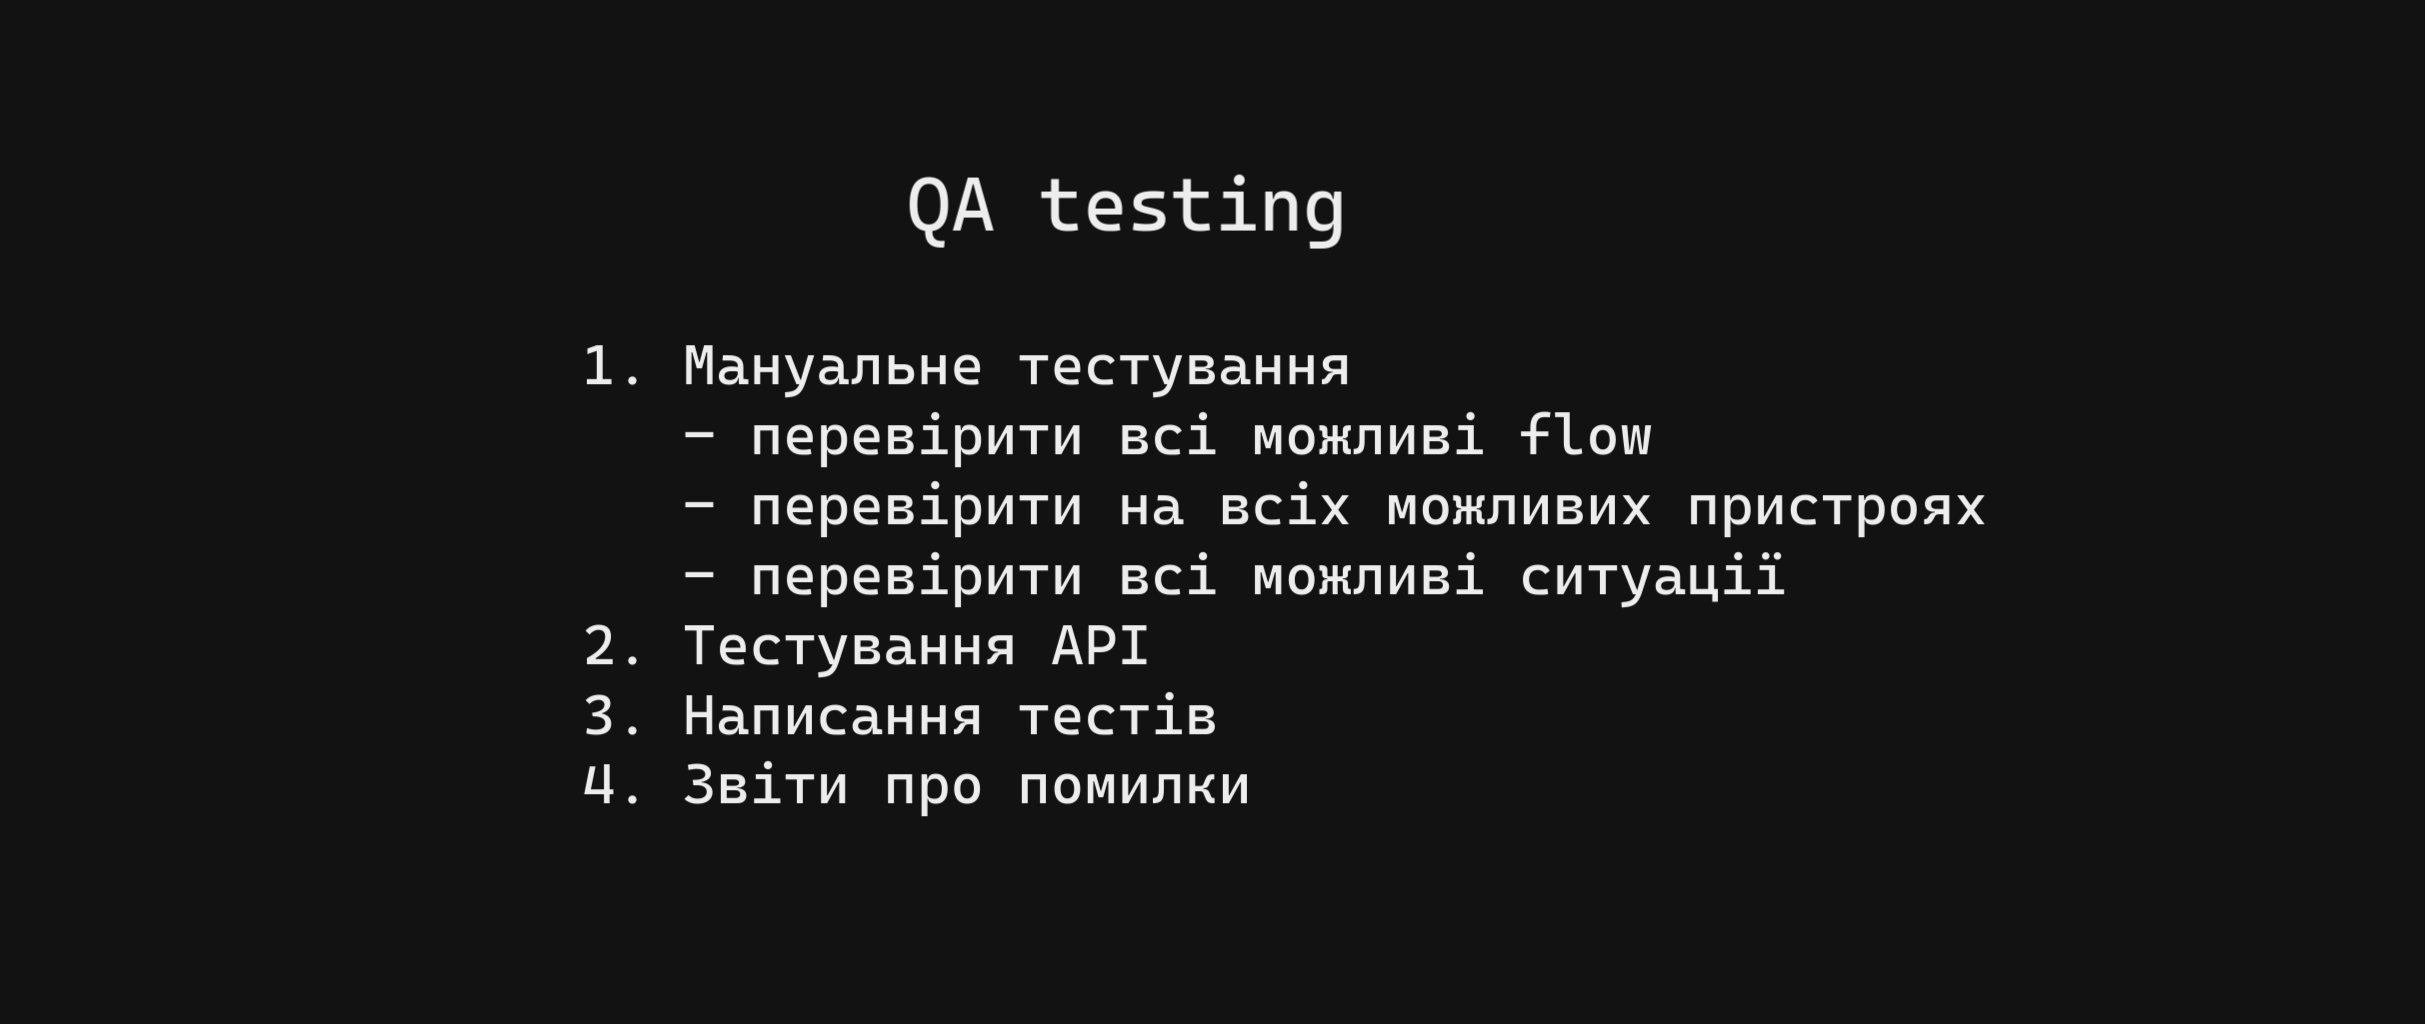 QA testing
1. Мануальне тестування
– перевірити всі можливі flow
– перевірити на всіх можливих пристроях
– перевірити всі можливі ситуації
2. Тестування API
3. Написання тестів
4. Звіти про помилки